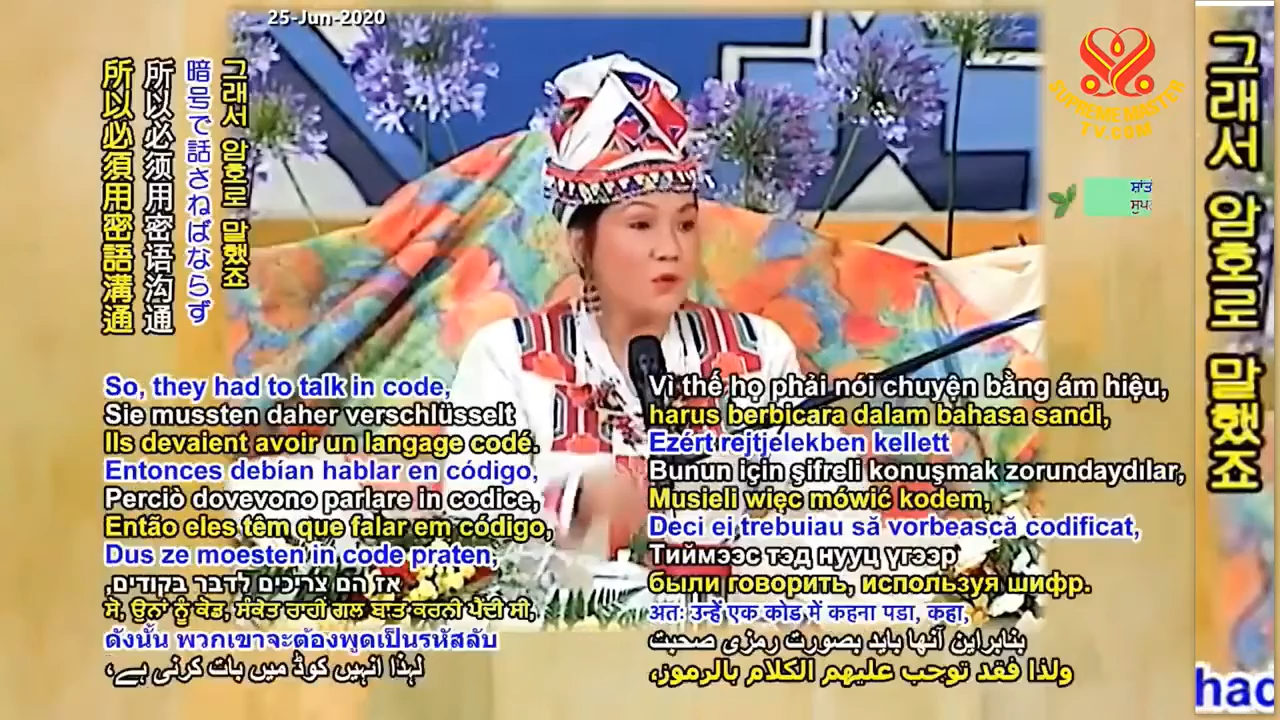 25-Jun-2020
SUPREME MASTER
TV.COM
ਸ਼ਾਂਤ
ਸੁਪ
그래서 암호로 말했죠
暗号で話さねばならず
所以必须用密语沟通
所以必須用密語溝通
So, they had to talk in code,
Sie mussten daher verschlüsselt
Ils devaient avoir un langage codé.
Entonces debían hablar en código,
Perciò dovevono parlare in codice,
Então eles têm que falar em código,
Dus ze moesten in code praten,
אז הם צריכים לדבר בקודים,
ਸੋ, ਉਨਾਂ ਨੂੰ ਕੋਡ, ਸੰਕੇਤ ਰਾਹੀਂ ਗਲ ਬਾਤ ਕਰਨੀ ਪੈਂਦੀ ਸੀ,
ดังนั้น พวกเขาจะต้องพูดเป็นรหัสลับ
لہذا انہیں کوڈ میں بات کرنی ہے،
Vì thế họ phải nói chuyện bằng ám hiệu,
harus berbicara dalam bahasa sandi,
Ezért rejtjelekben kellett
Bunun için şifreli konuşmak zorundaydılar,
Musieli więc mówić kodem,
Deci ei trebuiau să vorbească codificat,
Тиймээс тэд нууц үгээр
были говорить, используя шифр.
अतः उन्हें एक कोड में कहना पडा, कहा,
بنابراین آنها باید بصورت رمزی صحبت
ولذا فقد توجب عليهم الكلام بالرموز،
그래서 암호로 말했죠
had